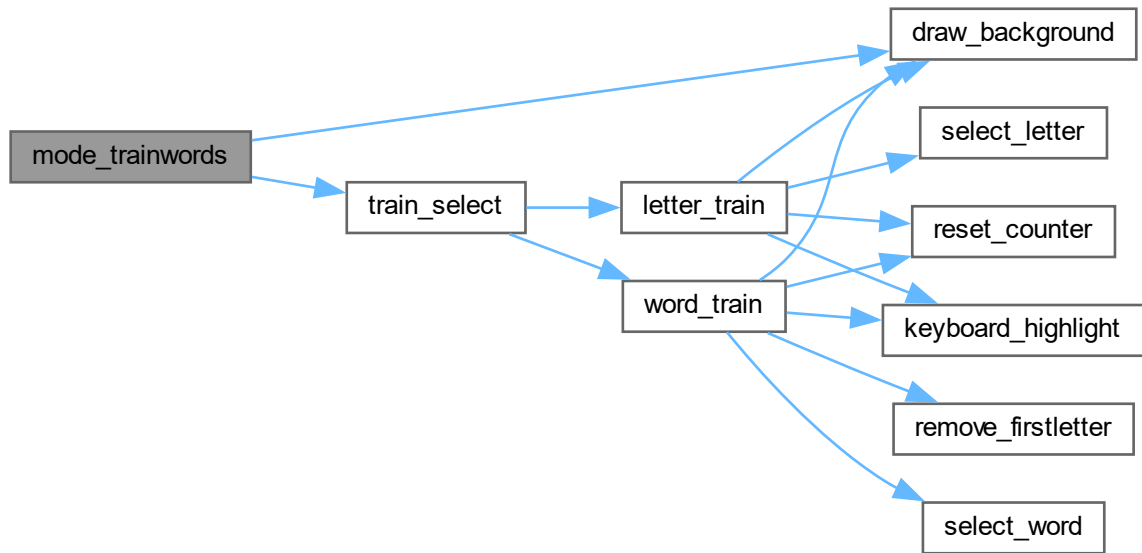 mode_trainwords
train_select
letter_train
word_train
draw_background
select_letter
reset_counter
keyboard_highlight
remove_firstletter
select_word